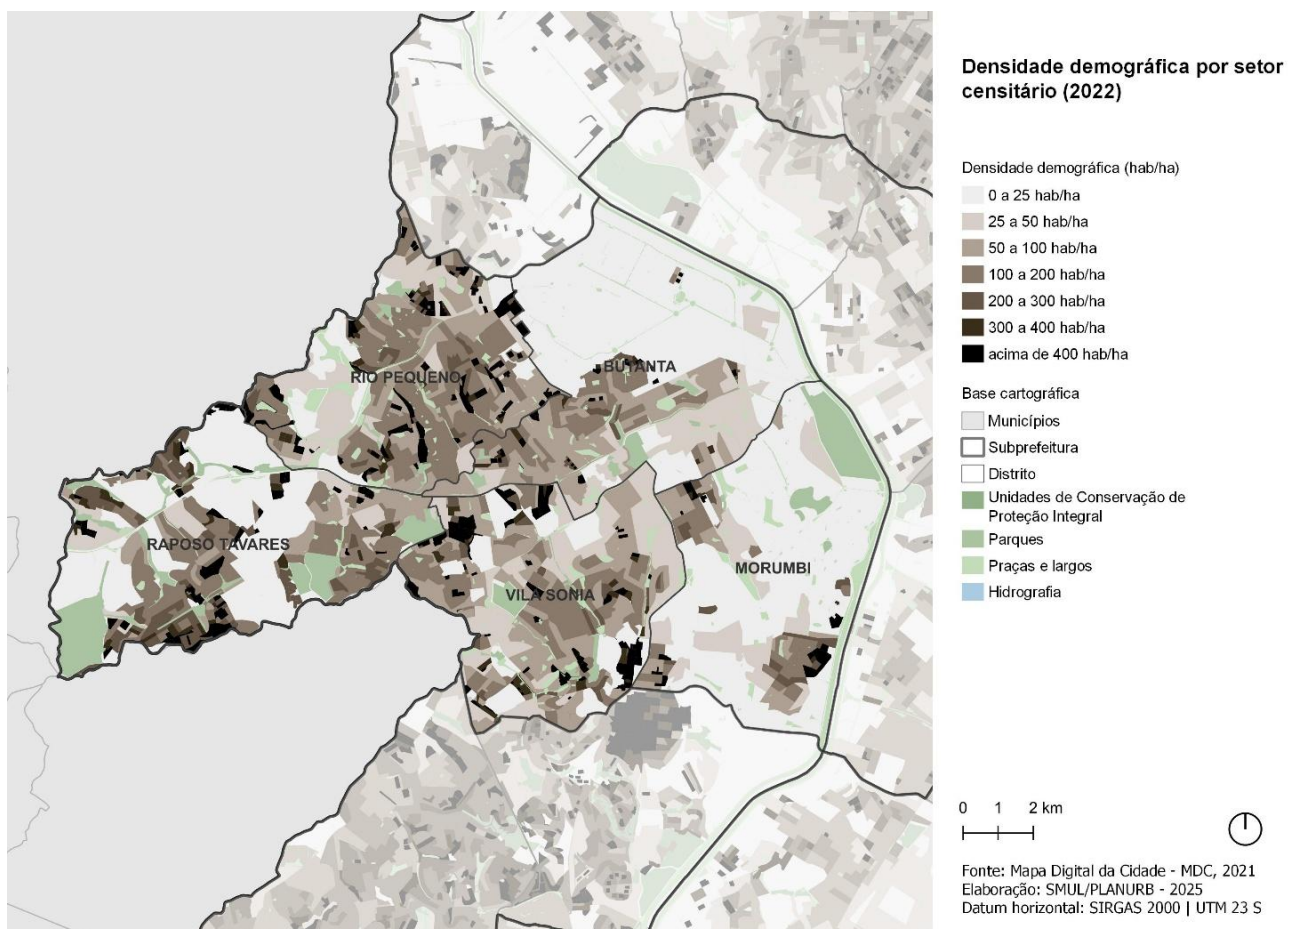 Densidade demográfica por setor
censitário (2022)
Densidade demográfica (hab/ha)
0 a 25 hab/ha
25 a 50 hab/ha
50 a 100 hab/ha
100 a 200 hab/ha
200 a 300 hab/ha
300 a 400 hab/ha
acima de 400 hab/ha
Base cartográfica
Municípios
Subprefeitura
Distrito
Unidades de Conservação de
Proteção Integral
Parques
Praças e largos
Hidrografia
RIO PEQUENO
BUTANTA
RAPOSO TAVARES
VILA SONIA
MORUMBI
0 1 2 km
Fonte: Mapa Digital da Cidade - MDC, 2021
Elaboração: SMUL/PLANURB - 2025
Datum horizontal: SIRGAS 2000 | UTM 23 S